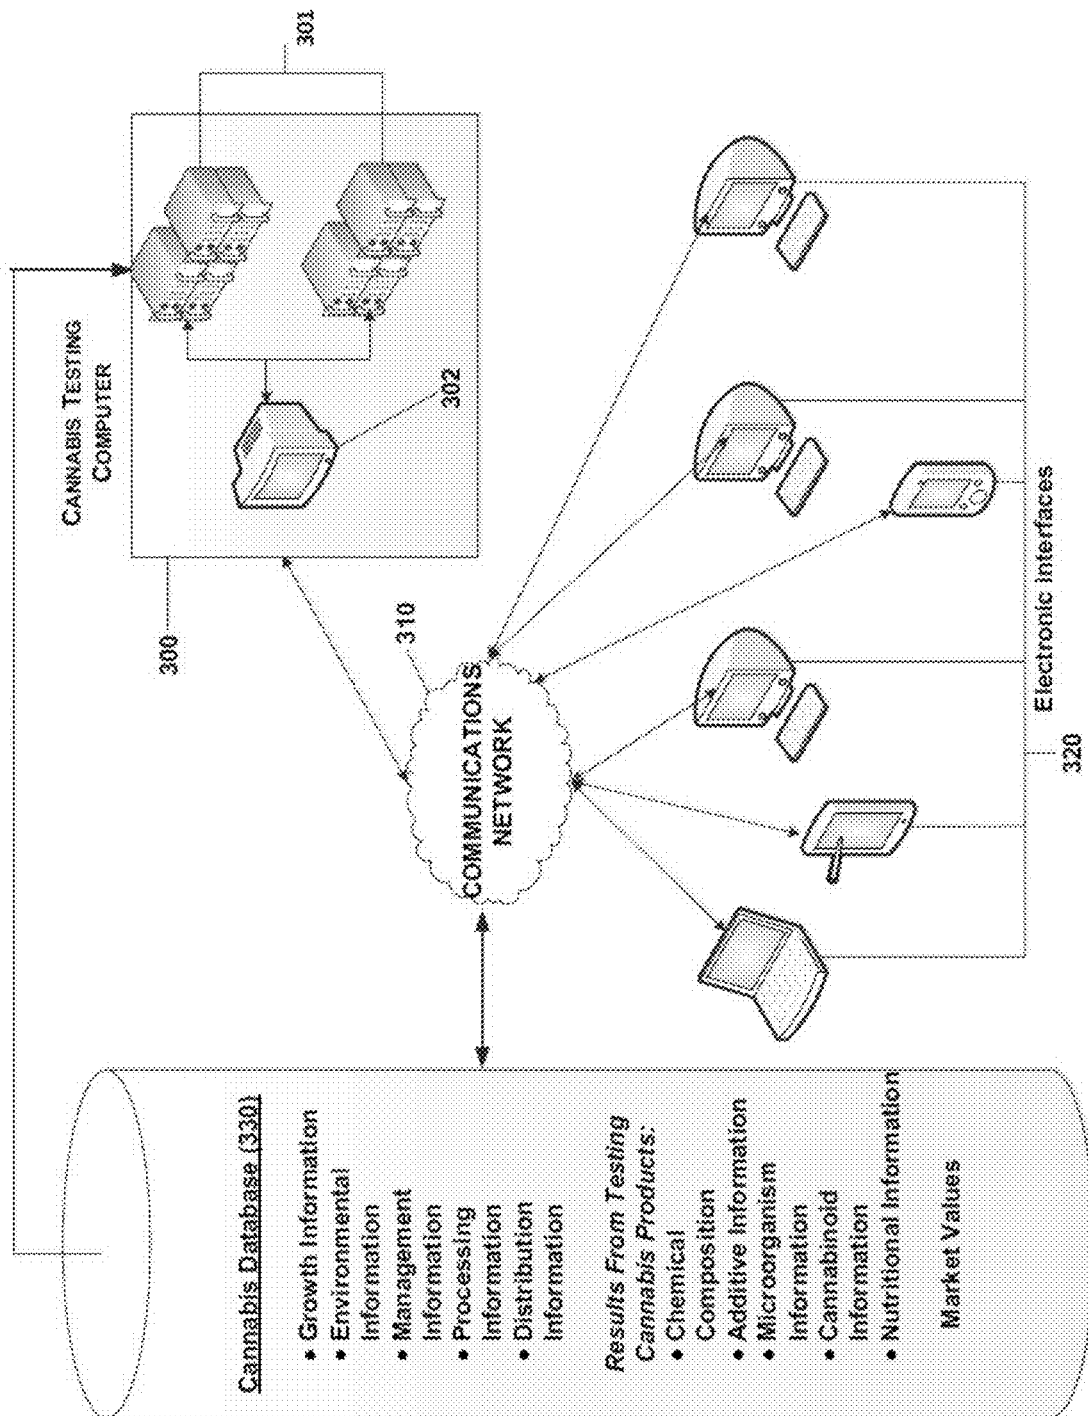 Cannabis Database (330)
• Growth Information
• Environmental
Information
• Management
Information
• Processing
Information
• Distribution
Information
Results From Testing
Cannabis Products:
• Chemical
Composition
• Additive Information
• Microorganism
Information
• Cannabinoid
Information
• Nutritional Information
Market Values
CANNABIS TESTING
COMPUTER
300
301
302
310
COMMUNICATIONS
NETWORK
Electronic Interfaces
320